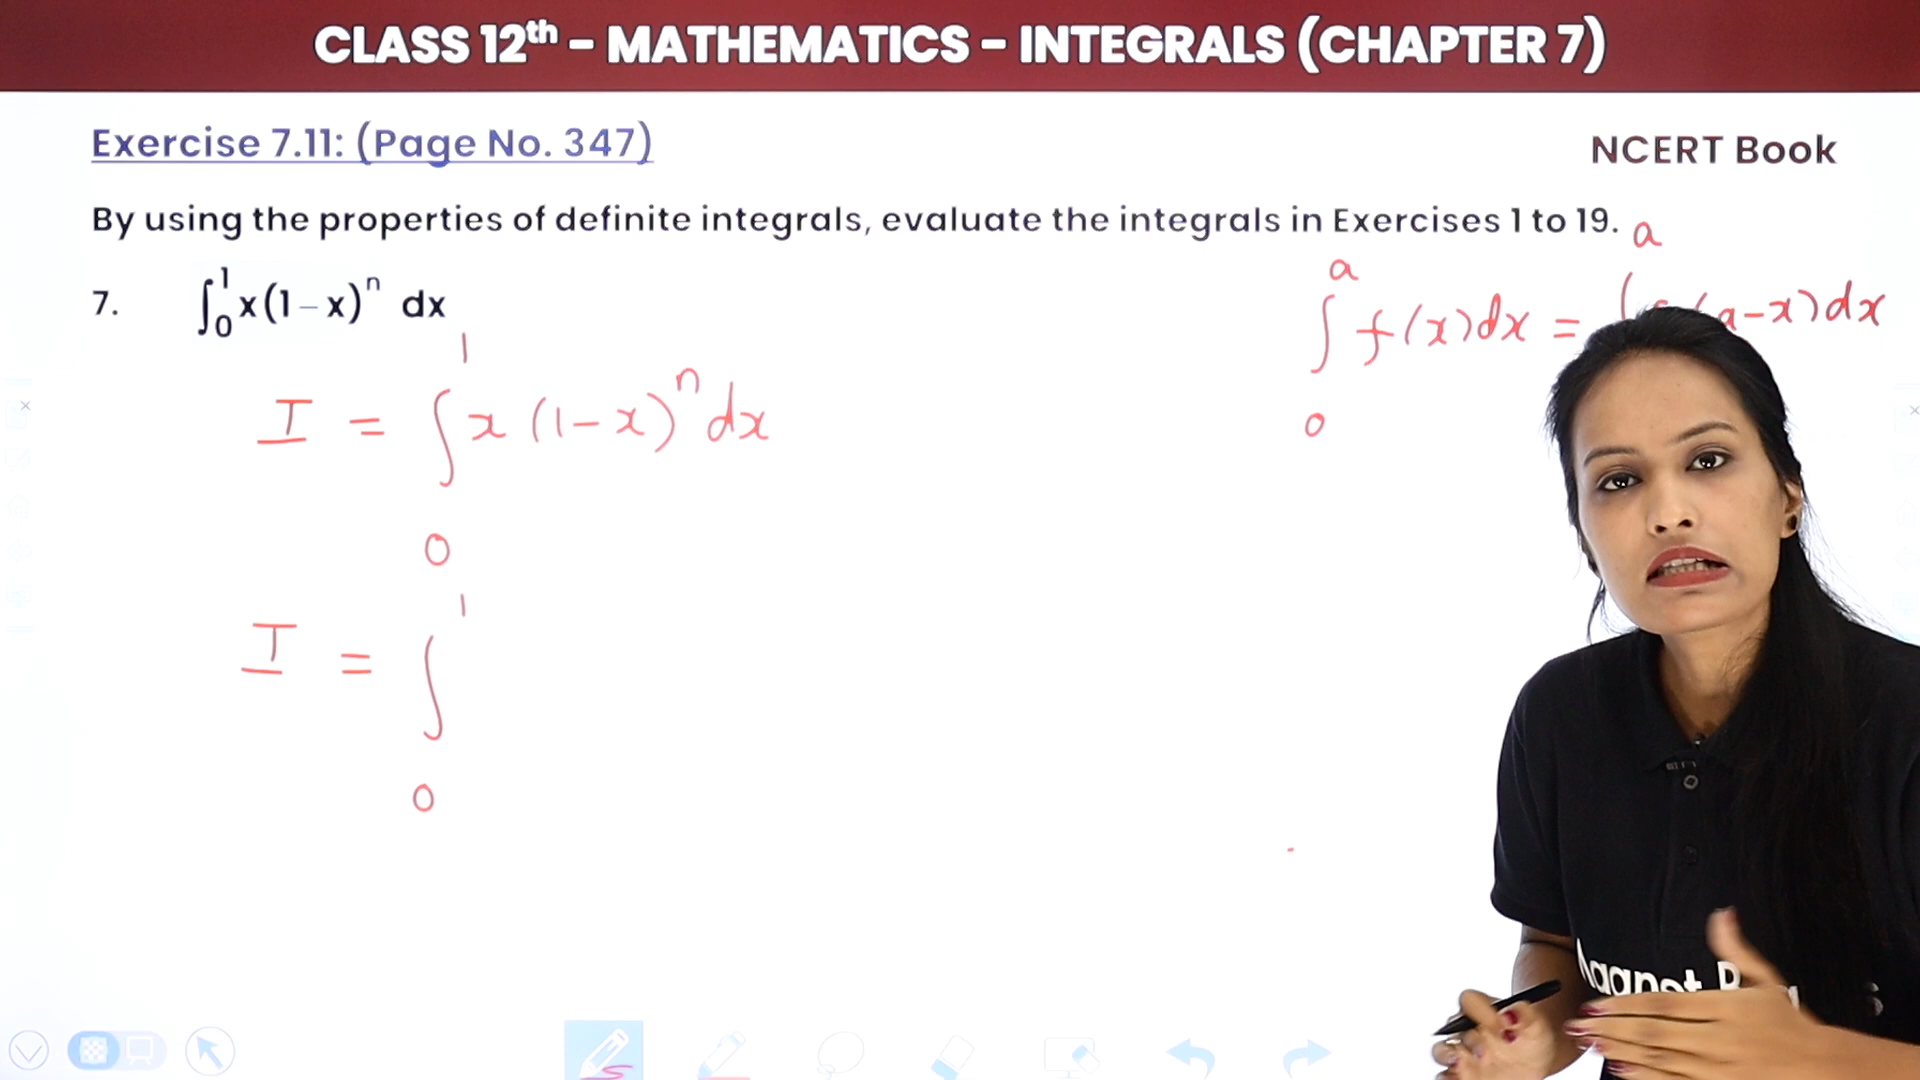 CLASS 12th - MATHEMATICS - INTEGRALS (CHAPTER 7)
Exercise 7.11: (Page No. 347)
NCERT Book
By using the properties of definite integrals, evaluate the integrals in Exercises 1 to 19.
7. ∫₀¹ x(1-x)ⁿ dx
∫₀ᵃ f(x)dx = ∫ᵃ (a-x)dx
I = ∫₀¹ x(1-x)ⁿ dx
I = ∫₀¹